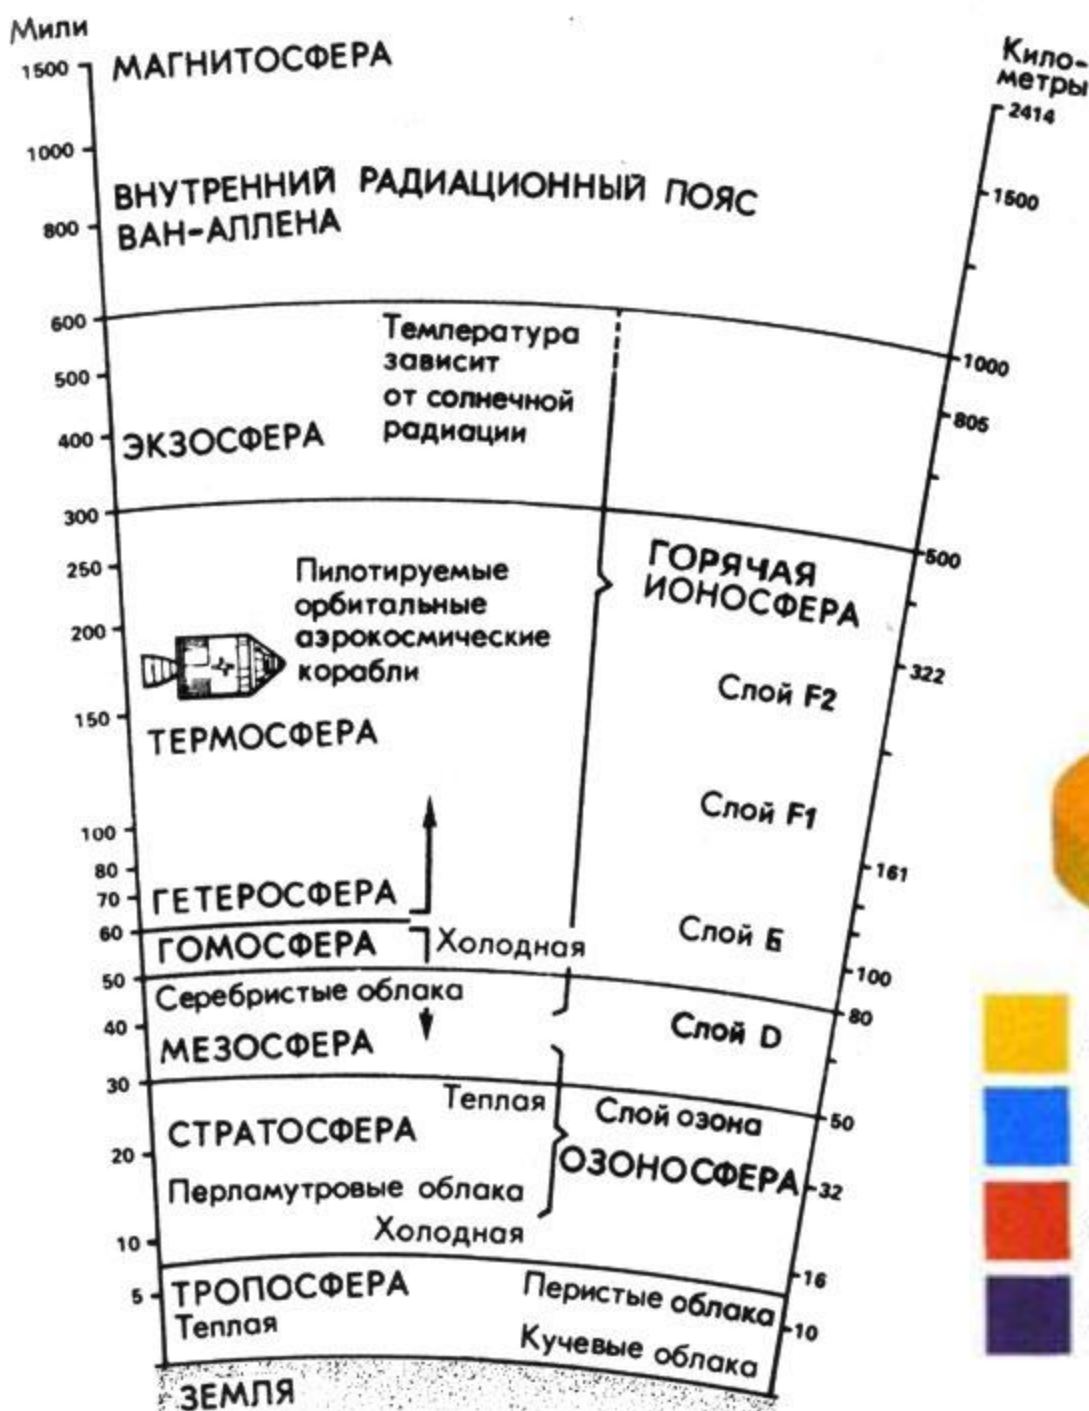 Мили
Кило-
метры
1500 МАГНИТОСФЕРА
2414
1000
ВНУТРЕННИЙ РАДИАЦИОННЫЙ ПОЯС
ВАН-АЛЛЕНА
1500
800
600
Температура
зависит
от солнечной
радиации
1000
500
805
400 ЭКЗОСФЕРА
300
500
ГОРЯЧАЯ
ИОНОСФЕРА
250
Пилотируемые
орбитальные
аэрокосмические
корабли
200
322
Слой F2
150
ТЕРМОСФЕРА
Слой F1
100
161
80
70 ГЕТЕРОСФЕРА
60
ГОМОСФЕРА Холодная
Слой Е
100
50
Серебристые облака
80
40
Слой D
МЕЗОСФЕРА
30
Теплая
Слой озона
50
СТРАТОСФЕРА
20
ОЗОНОСФЕРА
32
Перламутровые облака
Холодная
10
16
5 ТРОПОСФЕРА
Перистые облака
10
Теплая
Кучевые облака
ЗЕМЛЯ